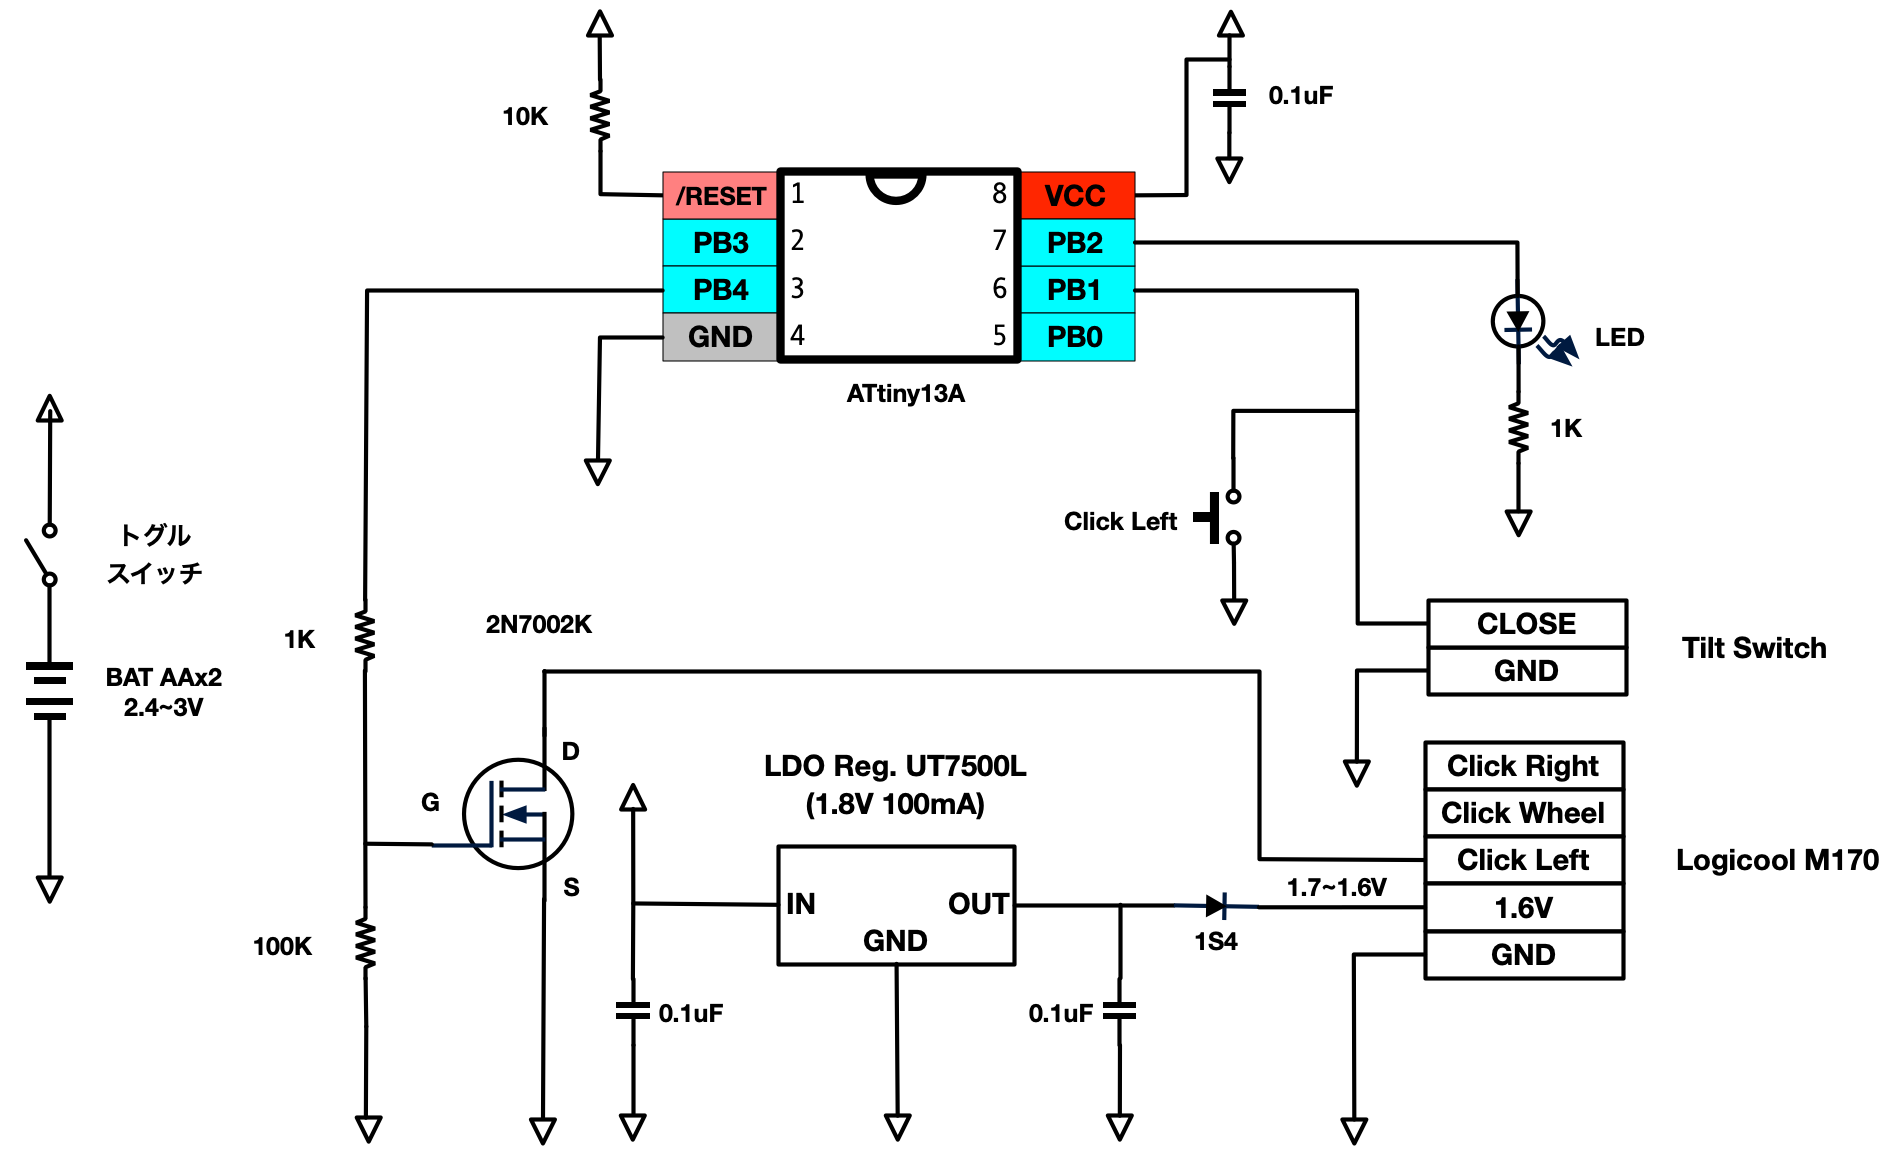 10K
0.1uF
/RESET
1
8
VCC
PB3
2
7
PB2
PB4
3
6
PB1
GND
4
5
PB0
ATtiny13A
LED
1K
Click Left
トグル
スイッチ
BAT AAx2
2.4~3V
1K
2N7002K
CLOSE
GND
Tilt Switch
D
G
S
LDO Reg. UT7500L
(1.8V 100mA)
IN
OUT
GND
1.7~1.6V
1S4
Click Right
Click Wheel
Click Left
1.6V
GND
Logicool M170
100K
0.1uF
0.1uF